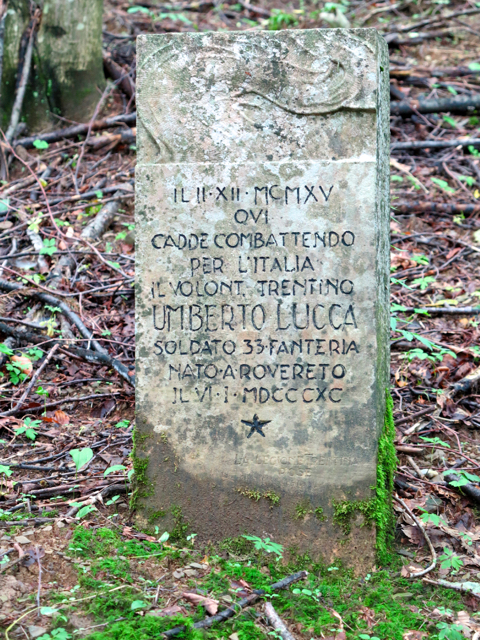 IL II·XII·MCMXV
QVI
CADDE COMBATTENDO
PER L'ITALIA
IL VOLONT. TRENTINO
UMBERTO LUCCA
SOLDATO 33·FANTERIA
NATO·A·ROVERETO
IL VI·I·MDCCCXC